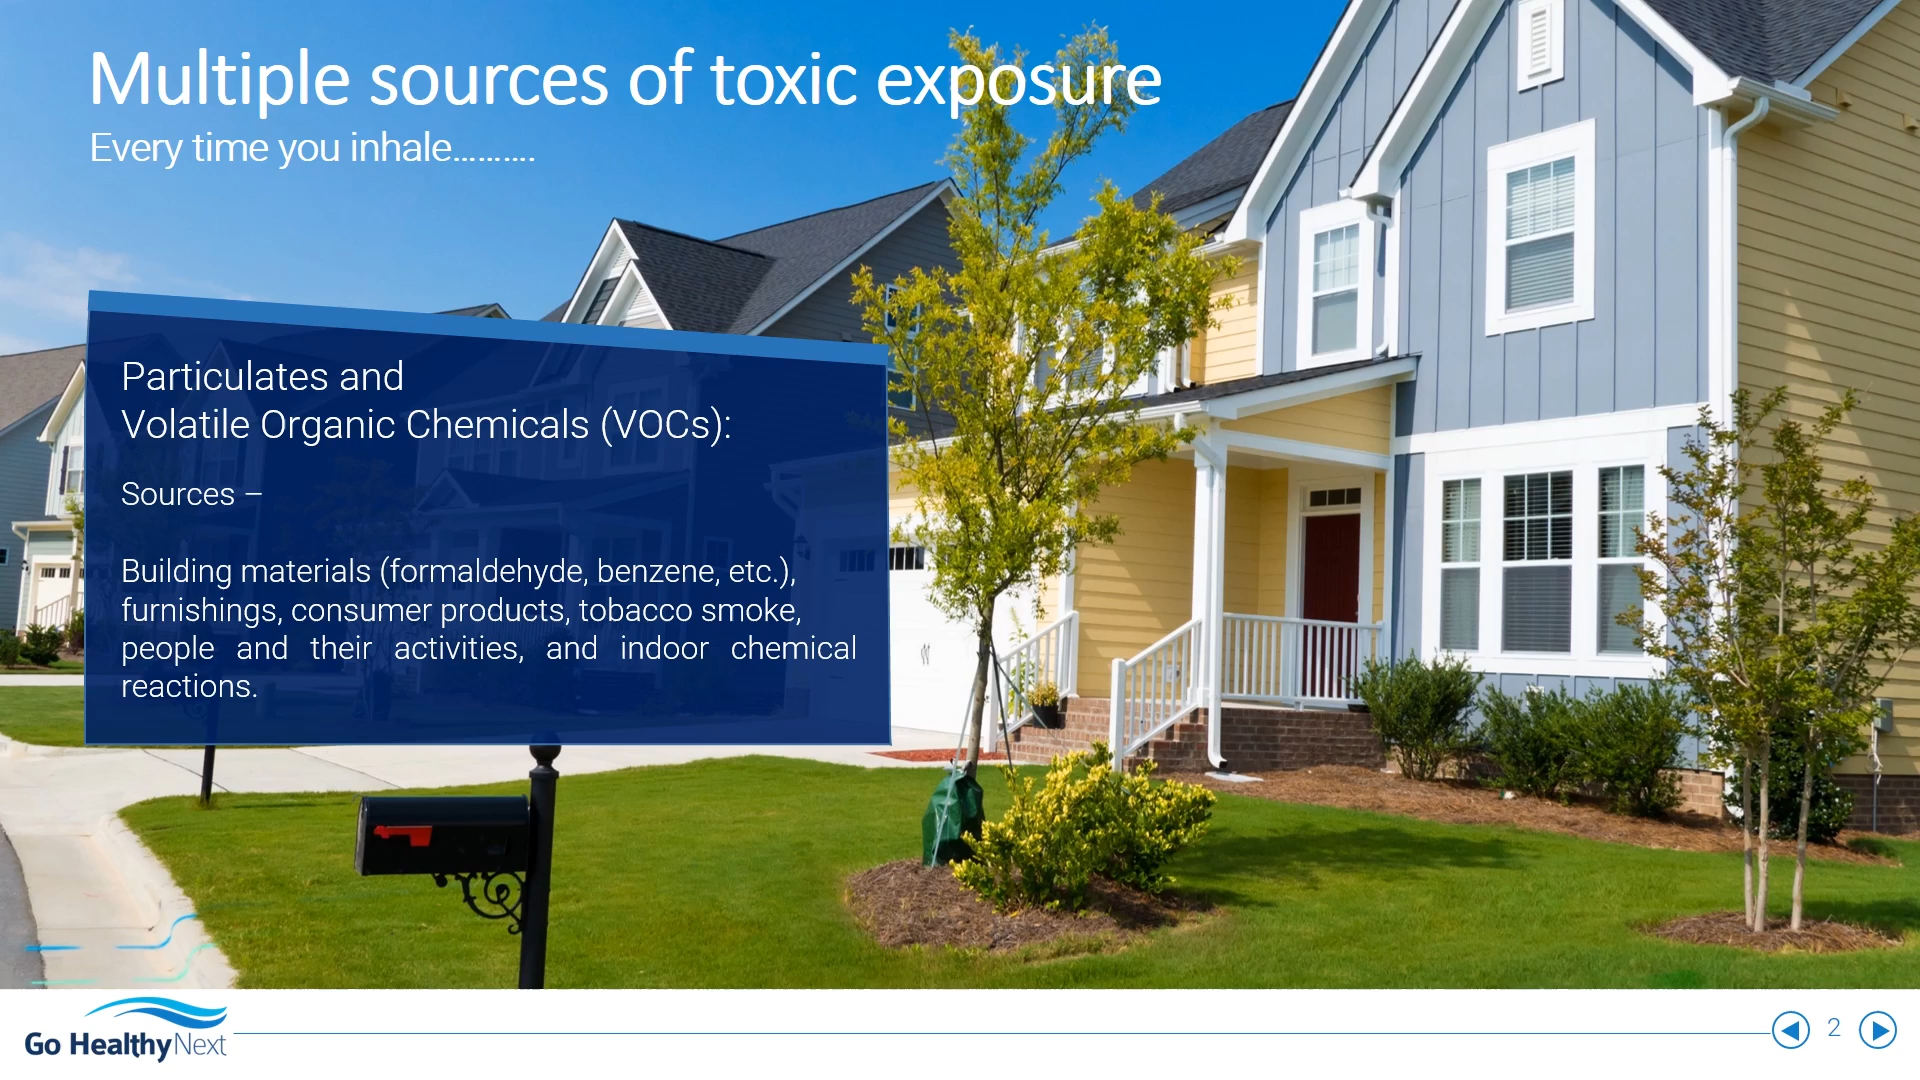 Multiple sources of toxic exposure
Every time you inhale……….
Particulates and
Volatile Organic Chemicals (VOCs):
Sources –
Building materials (formaldehyde, benzene, etc.),
furnishings, consumer products, tobacco smoke,
people and their activities, and indoor chemical
reactions.
Go HealthyNext
2